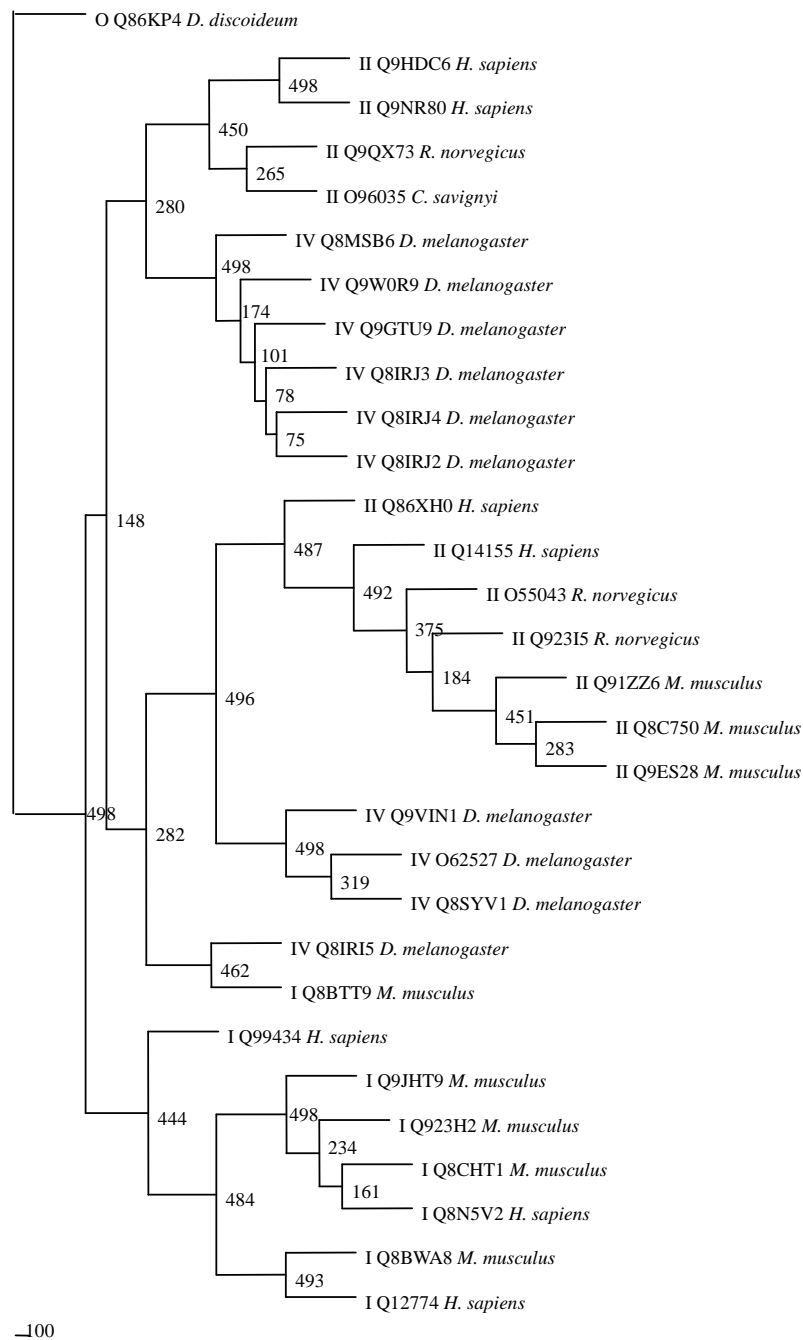 O Q86KP4 D. discoideum
II Q9HDC6 H. sapiens
498
II Q9NR80 H. sapiens
450
II Q9QX73 R. norvegicus
265
II O96035 C. savignyi
280
IV Q8MSB6 D. melanogaster
498
IV Q9W0R9 D. melanogaster
174
IV Q9GTU9 D. melanogaster
101
IV Q8IRJ3 D. melanogaster
78
IV Q8IRJ4 D. melanogaster
75
IV Q8IRJ2 D. melanogaster
II Q86XH0 H. sapiens
148
487
II Q14155 H. sapiens
492
II O55043 R. norvegicus
375
II Q923I5 R. norvegicus
184
II Q91ZZ6 M. musculus
496
451
II Q8C750 M. musculus
283
II Q9ES28 M. musculus
498
IV Q9VIN1 D. melanogaster
282
498
IV O62527 D. melanogaster
319
IV Q8SYV1 D. melanogaster
IV Q8IRI5 D. melanogaster
462
I Q8BTT9 M. musculus
I Q99434 H. sapiens
I Q9JHT9 M. musculus
444
498
I Q923H2 M. musculus
234
I Q8CHT1 M. musculus
161
484
I Q8N5V2 H. sapiens
I Q8BWA8 M. musculus
493
I Q12774 H. sapiens
100